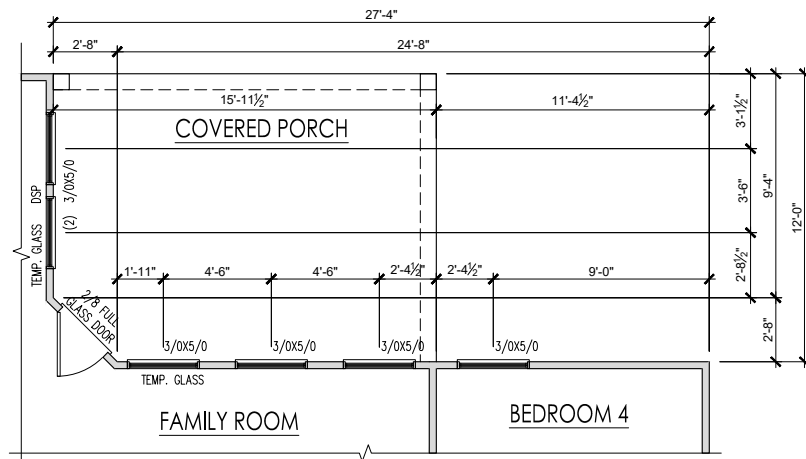 27'-4"
2'-8"
24'-8"
15'-11½"
11'-4½"
COVERED PORCH
3'-1½"
3'-6"
2'-8½"
9'-4"
12'-0"
2'-8"
TEMP. GLASS DSP
(2) 3/0X5/0
1'-11"
4'-6"
4'-6"
2'-4½"
2'-4½"
9'-0"
2/8 FULL
GLASS DOOR
3/0X5/0
3/0X5/0
3/0X5/0
3/0X5/0
TEMP. GLASS
FAMILY ROOM
BEDROOM 4